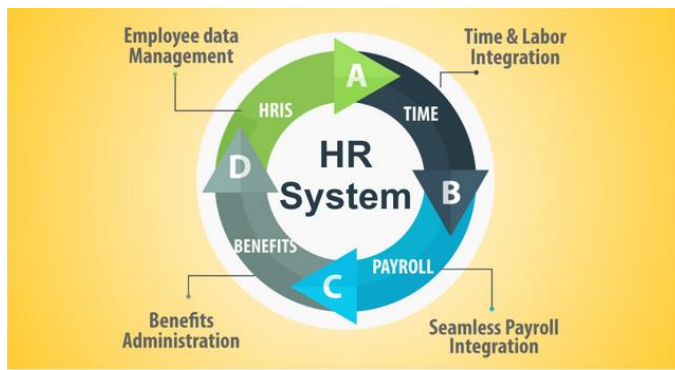 Employee data
Management
Time & Labor
Integration
A
HRIS
TIME
HR
System
D
B
BENEFITS
PAYROLL
C
Benefits
Administration
Seamless Payroll
Integration